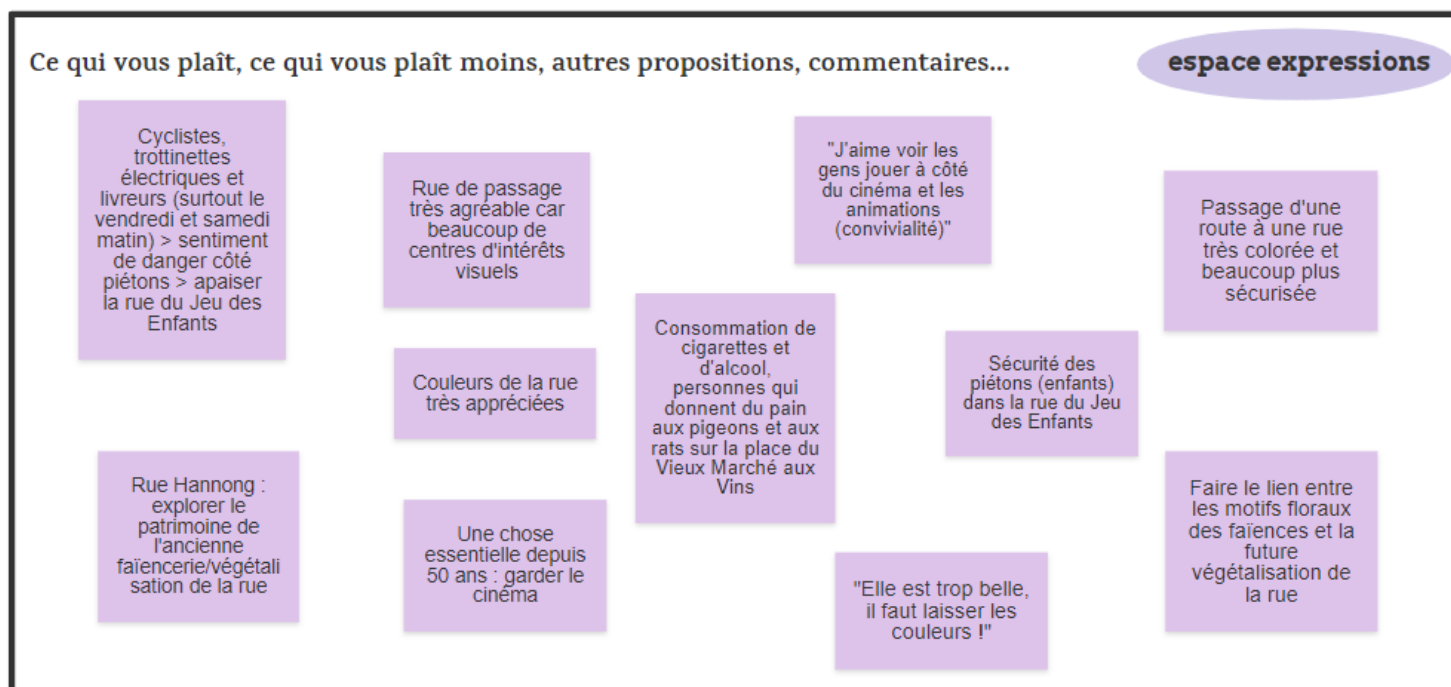 Ce qui vous plaît, ce qui vous plaît moins, autres propositions, commentaires...
espace expressions
Cyclistes,
trottinettes
électriques et
livreurs (surtout le
vendredi et samedi
matin) > sentiment
de danger côté
piétons > apaiser
la rue du Jeu des
Enfants
Rue de passage
très agréable car
beaucoup de
centres d'intérêts
visuels
"J'aime voir les
gens jouer à côté
du cinéma et les
animations
(convivialité)"
Passage d'une
route à une rue
très colorée et
beaucoup plus
sécurisée
Couleurs de la rue
très appréciées
Consommation de
cigarettes et
d'alcool,
personnes qui
donnent du pain
aux pigeons et aux
rats sur la place du
Vieux Marché aux
Vins
Sécurité des
piétons (enfants)
dans la rue du Jeu
des Enfants
Rue Hannong :
explorer le
patrimoine de
l'ancienne
faïencerie/végétali
sation de la rue
Une chose
essentielle depuis
50 ans : garder le
cinéma
"Elle est trop belle,
il faut laisser les
couleurs !"
Faire le lien entre
les motifs floraux
des faïences et la
future
végétalisation de
la rue